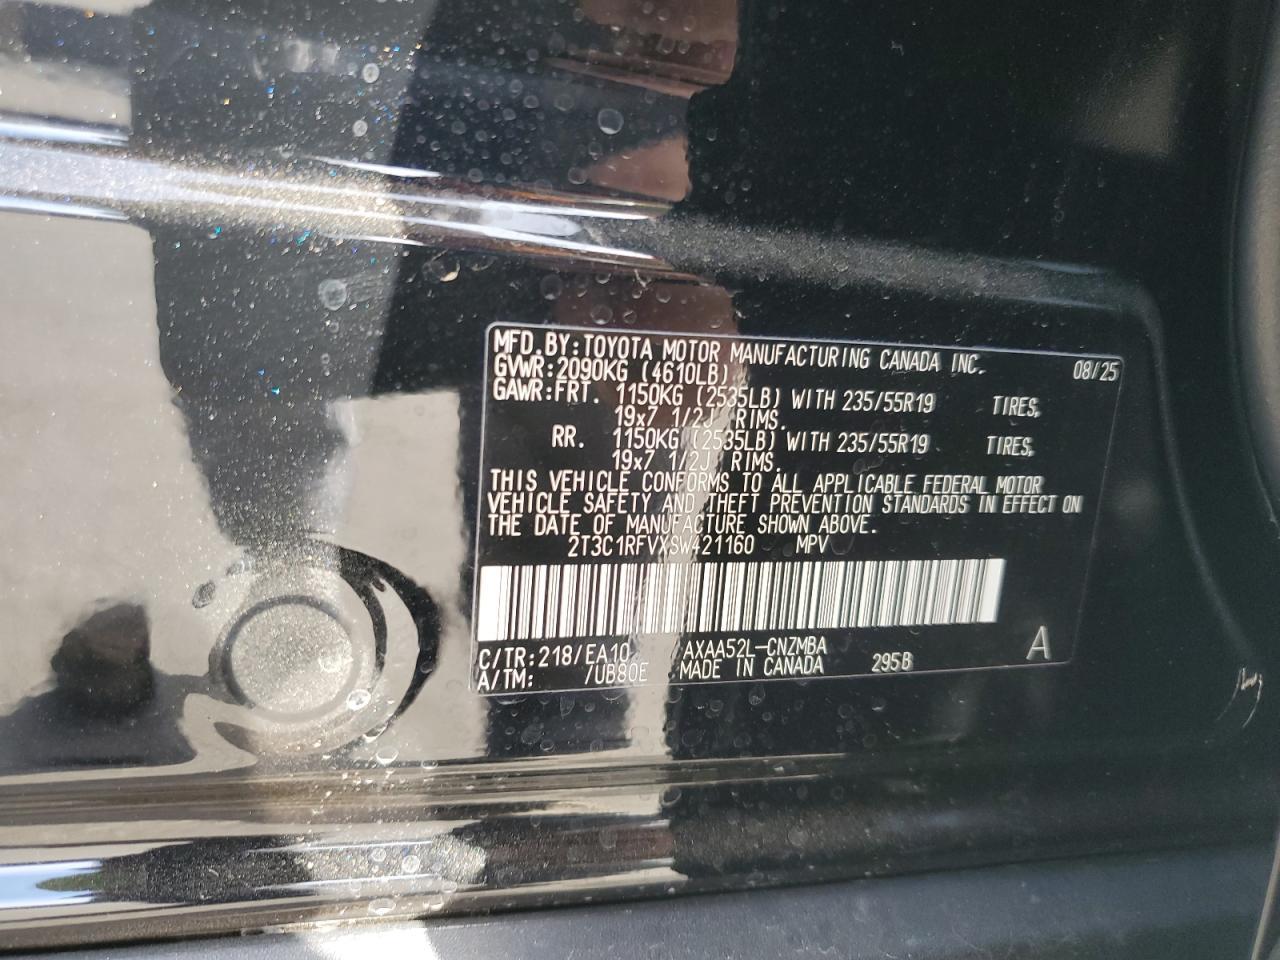 MFD.BY:TOYOTA MOTOR MANUFACTURING CANADA INC. 08/25
GVWR:2090KG (4610LB)
GAWR:FRT. 1150KG (2535LB) WITH 235/55R19 TIRES,
19x7 1/2J RIMS.
RR. 1150KG (2535LB) WITH 235/55R19 TIRES,
19x7 1/2J RIMS.
THIS VEHICLE CONFORMS TO ALL APPLICABLE FEDERAL MOTOR
VEHICLE SAFETY AND THEFT PREVENTION STANDARDS IN EFFECT ON
THE DATE OF MANUFACTURE SHOWN ABOVE.
2T3C1RFVXSW421160 MPV
C/TR:218/EA10 AXAA52L-CNZMBA
A/TM: /UB80E MADE IN CANADA 295B A